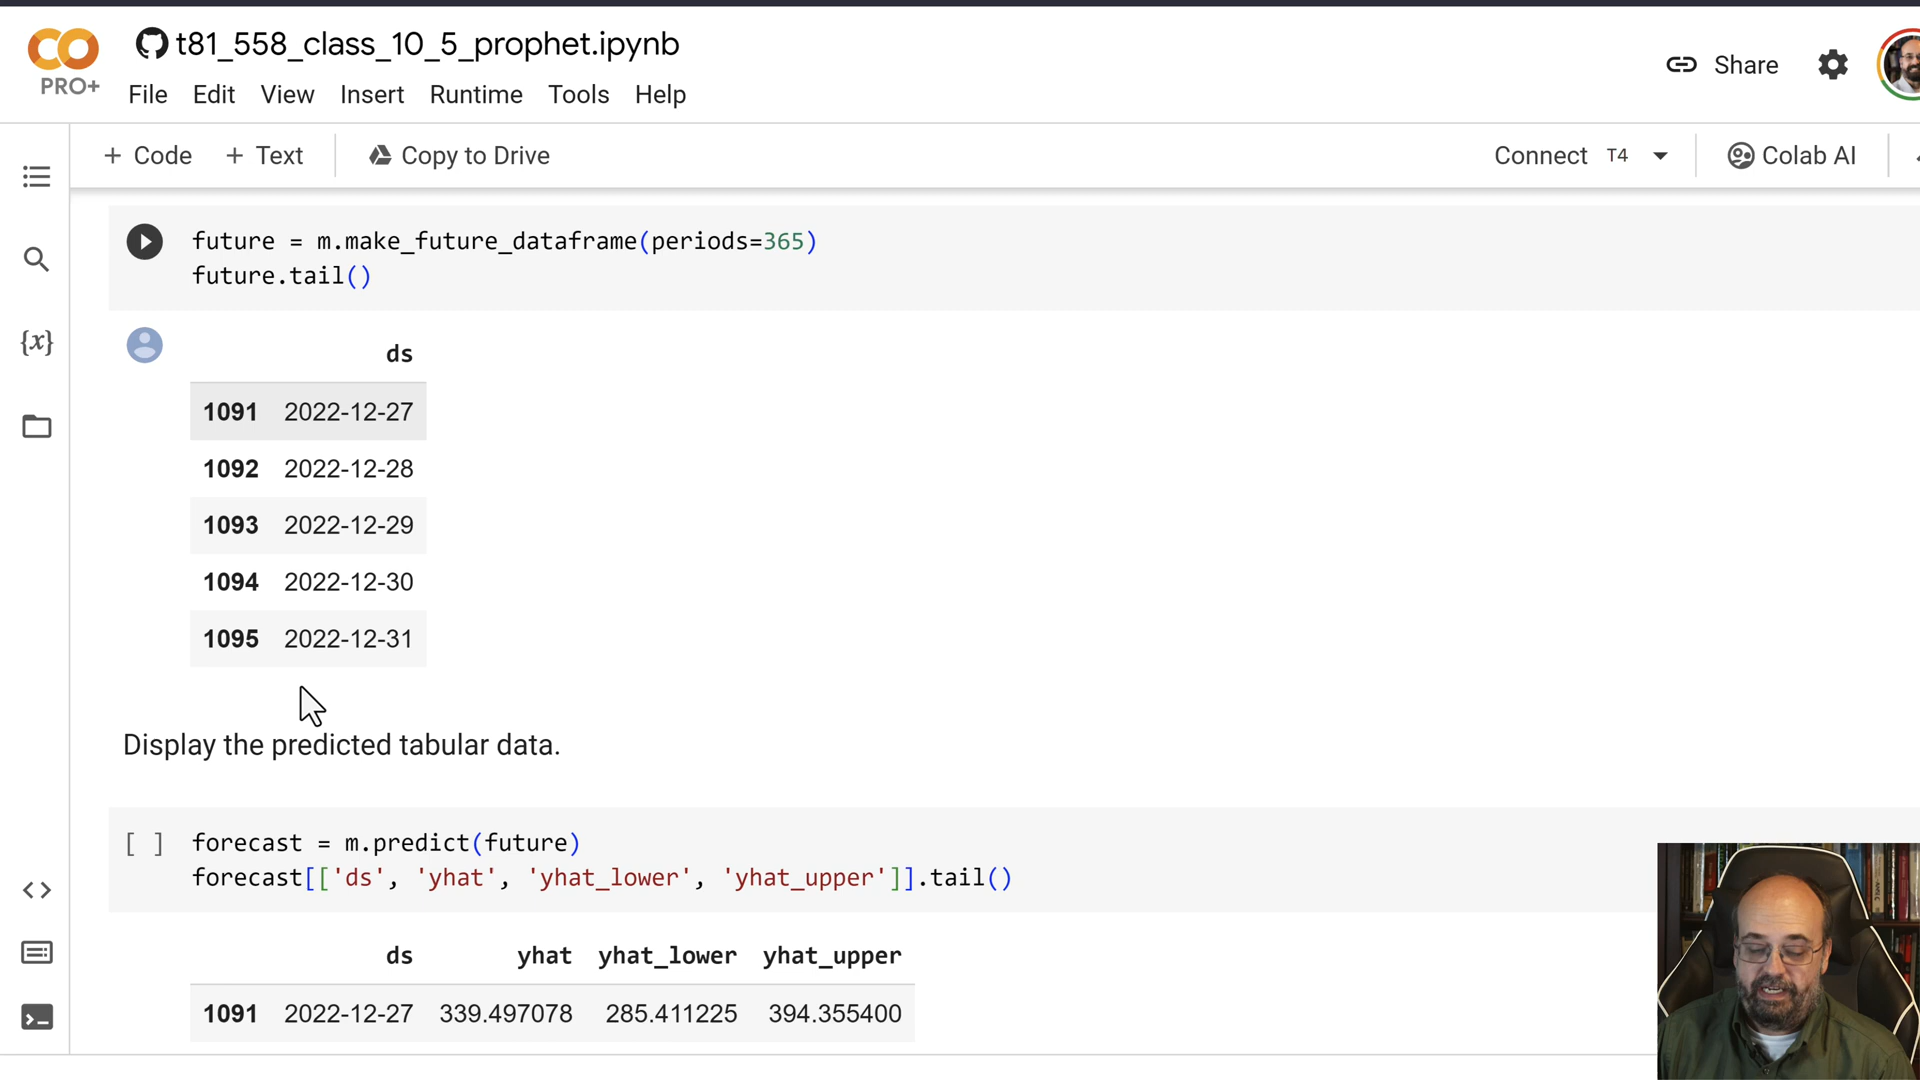 t81_558_class_10_5_prophet.ipynb
PRO+
File Edit View Insert Runtime Tools Help
Share
+ Code + Text Copy to Drive
Connect T4
Colab AI
{x}
future = m.make_future_dataframe(periods=365)
future.tail()
ds
1091 2022-12-27
1092 2022-12-28
1093 2022-12-29
1094 2022-12-30
1095 2022-12-31
Display the predicted tabular data.
[ ] forecast = m.predict(future)
forecast[['ds', 'yhat', 'yhat_lower', 'yhat_upper']].tail()
ds yhat yhat_lower yhat_upper
1091 2022-12-27 339.497078 285.411225 394.355400